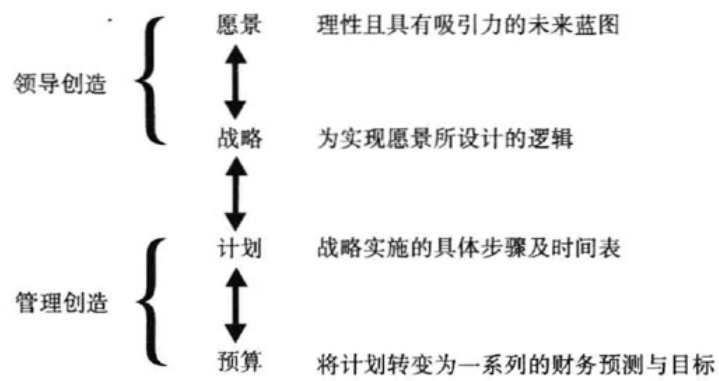 愿景 理性且具有吸引力的未来蓝图
领导创造
战略 为实现愿景所设计的逻辑
计划 战略实施的具体步骤及时间表
管理创造
预算 将计划转变为一系列的财务预测与目标